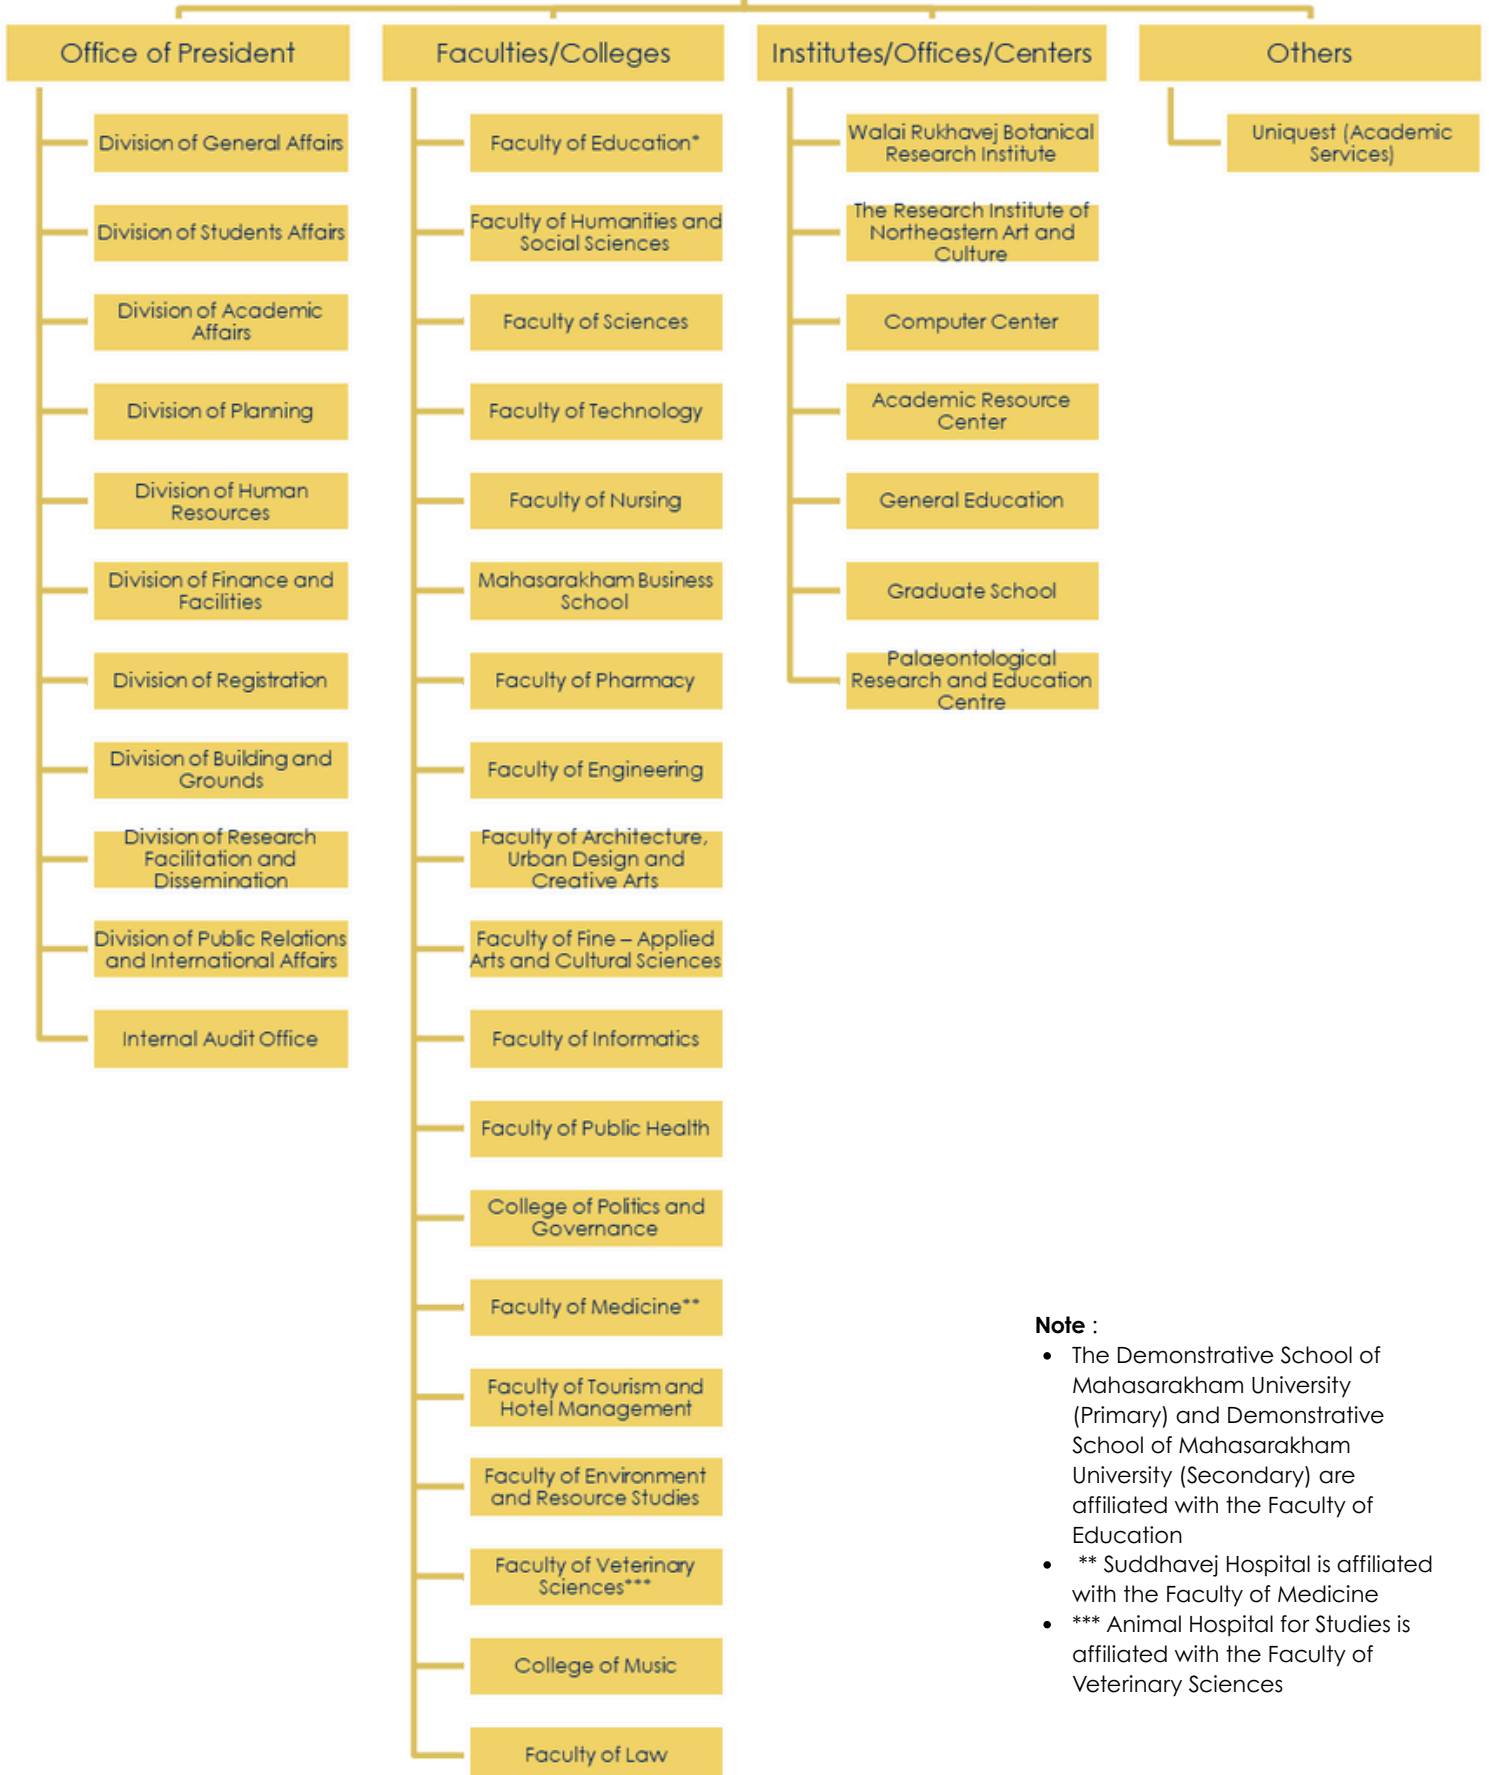 Office of President
Division of General Affairs
Division of Students Affairs
Division of Academic
Affairs
Division of Planning
Division of Human
Resources
Division of Finance and
Facilities
Division of Registration
Division of Building and
Grounds
Division of Research
Facilitation and
Dissemination
Division of Public Relations
and International Affairs
Internal Audit Office
Faculties/Colleges
Faculty of Education*
Faculty of Humanities and
Social Sciences
Faculty of Sciences
Faculty of Technology
Faculty of Nursing
Mahasarakham Business
School
Faculty of Pharmacy
Faculty of Engineering
Faculty of Architecture,
Urban Design and
Creative Arts
Faculty of Fine – Applied
Arts and Cultural Sciences
Faculty of Informatics
Faculty of Public Health
College of Politics and
Governance
Faculty of Medicine**
Faculty of Tourism and
Hotel Management
Faculty of Environment
and Resource Studies
Faculty of Veterinary
Sciences***
College of Music
Faculty of Law
Institutes/Offices/Centers
Walai Rukhavej Botanical
Research Institute
The Research Institute of
Northeastern Art and
Culture
Computer Center
Academic Resource
Center
General Education
Graduate School
Palaeontological
Research and Education
Centre
Others
Uniquest (Academic
Services)
Note :
• The Demonstrative School of
Mahasarakham University
(Primary) and Demonstrative
School of Mahasarakham
University (Secondary) are
affiliated with the Faculty of
Education
• ** Suddhavej Hospital is affiliated
with the Faculty of Medicine
• *** Animal Hospital for Studies is
affiliated with the Faculty of
Veterinary Sciences